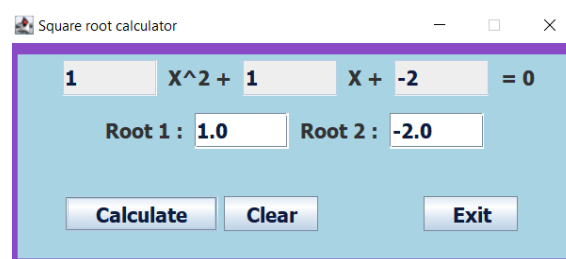 Square root calculator
1 X^2 + 1 X + -2 = 0
Root 1 : 1.0 Root 2 : -2.0
Calculate Clear Exit